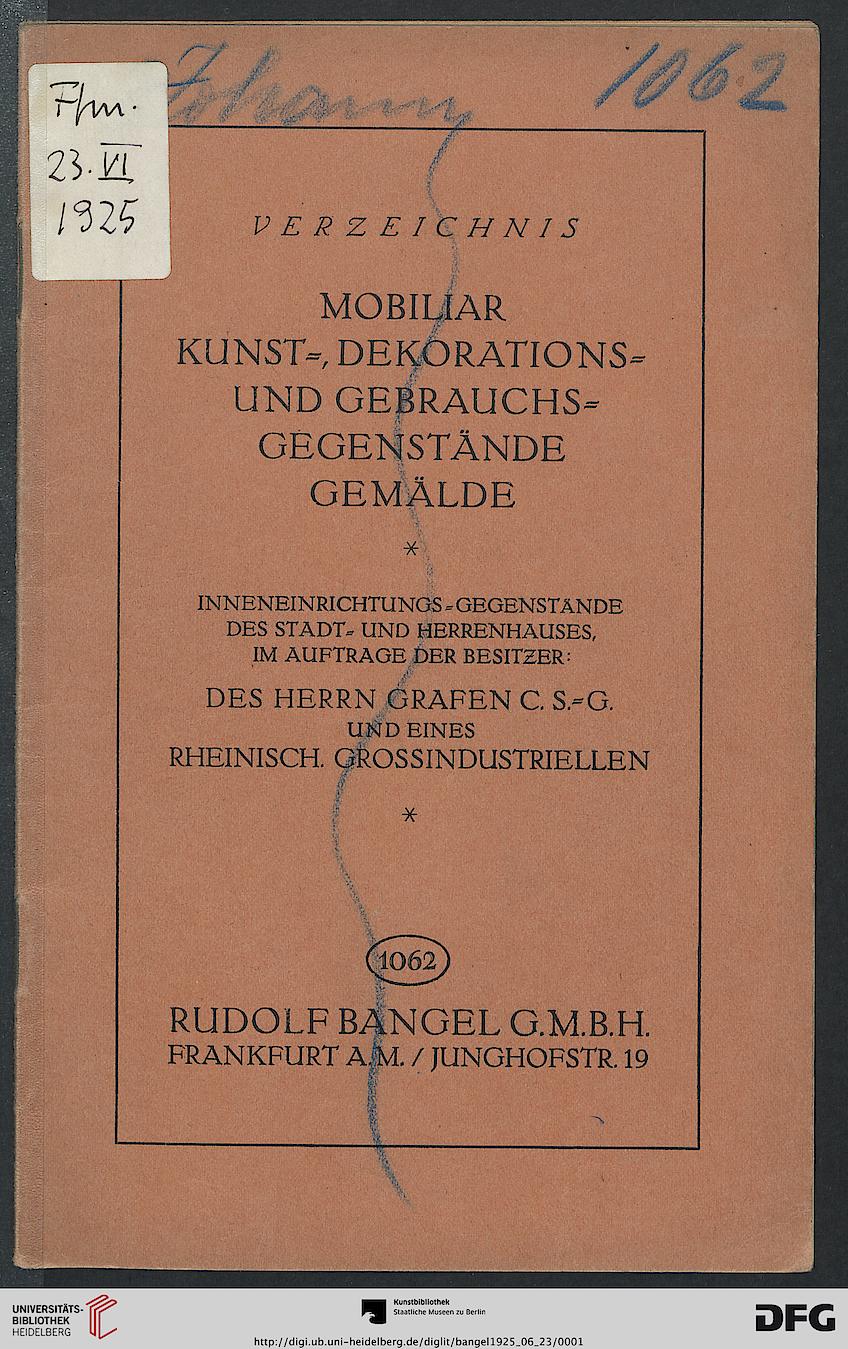 Johann 1062
Ffm.
23. VI
1925
VERZEICHNIS
MOBILIAR
KUNST=, DEKORATIONS=
UND GEBRAUCHS=
GEGENSTÄNDE
GEMÄLDE
*
INNENEINRICHTUNGS=GEGENSTÄNDE
DES STADT= UND HERRENHAUSES,
IM AUFTRAGE DER BESITZER:
DES HERRN GRAFEN C. S.=G.
UND EINES
RHEINISCH. GROSSINDUSTRIELLEN
*
1062
RUDOLF BANGEL G.M.B.H.
FRANKFURT A. M. / JUNGHOFSTR. 19
UNIVERSITÄTS-
BIBLIOTHEK
HEIDELBERG
Kunstbibliothek
Staatliche Museen zu Berlin
DFG
http://digi.ub.uni-heidelberg.de/diglit/bangel1925_06_23/0001